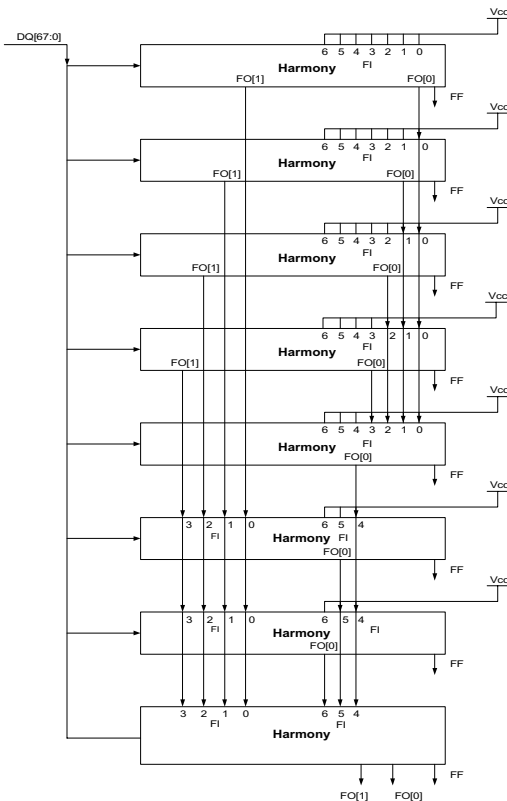 Vcc
DQ[67:0]
6 5 4 3 2 1 0
Harmony FI
FO[1] FO[0]
FF
Vcc
6 5 4 3 2 1 0
Harmony FI
FO[1] FO[0]
FF
Vcc
6 5 4 3 2 1 0
Harmony FI
FO[1] FO[0]
FF
Vcc
6 5 4 3 2 1 0
Harmony FI
FO[1] FO[0]
FF
Vcc
6 5 4 3 2 1 0
Harmony FI
FO[0]
FF
Vcc
3 2 1 0 6 5 4
FI Harmony FI
FO[0]
FF
Vcc
3 2 1 0 6 5 4
FI Harmony FI
FO[0]
FF
3 2 1 0 6 5 4
FI Harmony FI
FF
FO[1] FO[0]